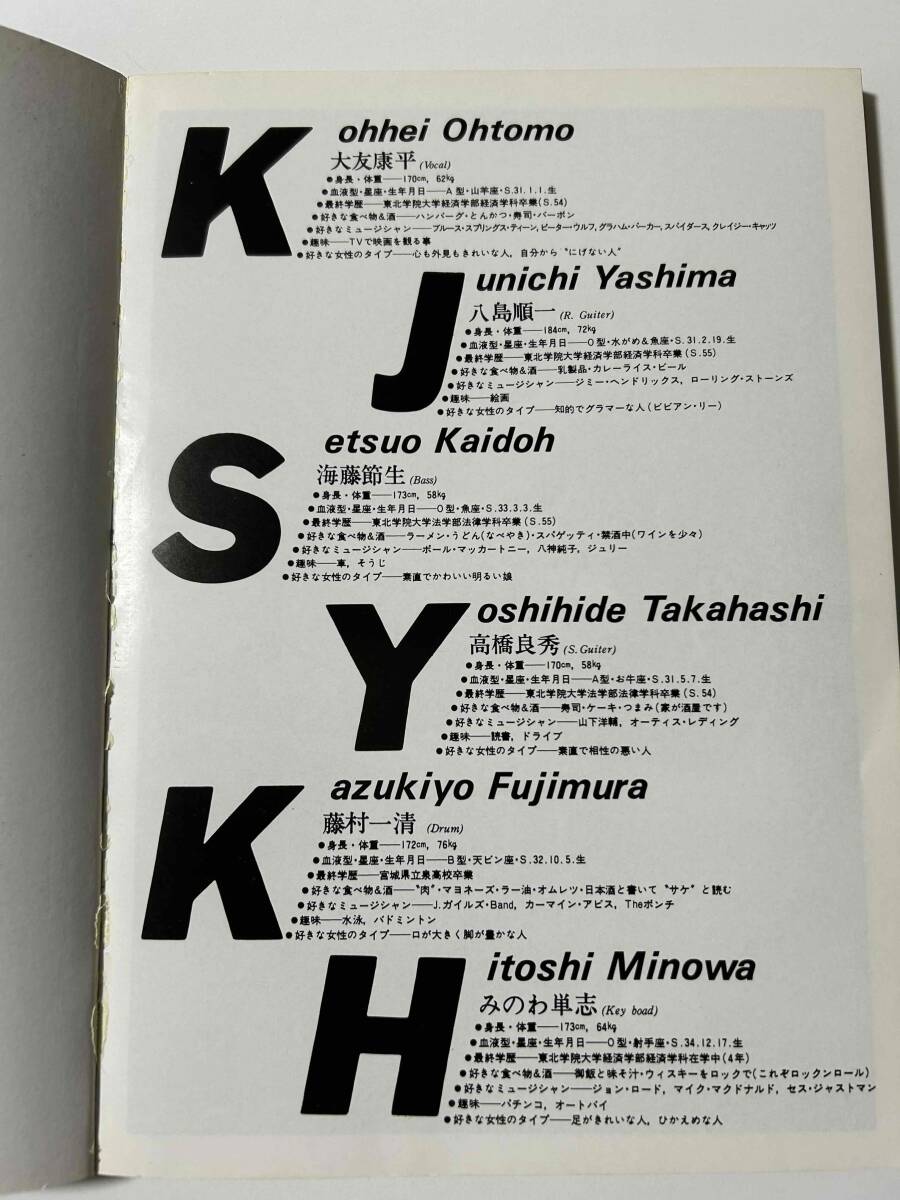 Kohhei Ohtomo
大友康平(Vocal)
●身長・体重――170cm, 62kg
●血液型・星座・生年月日――A型・山羊座・S.31.1.1.生
●最終学歴――東北学院大学経済学部経済学科卒業(S.54)
●好きな食べ物&酒――ハンバーグ・とんかつ・寿司・バーボン
●好きなミュージシャン――ブルース・スプリングス・ティーン, ピーター・ウルフ, グラハム・パーカー, スパイダース, クレイジー・キャッツ
●趣味――TVで映画を観る事
●好きな女性のタイプ――心も外見もきれいな人, 自分から“にげない人”
Junichi Yashima
八島順一(R. Guiter)
●身長・体重――184cm, 72kg
●血液型・星座・生年月日――O型・水がめ&魚座・S.31.2.19.生
●最終学歴――東北学院大学経済学部経済学科卒業(S.55)
●好きな食べ物&酒――乳製品・カレーライス・ビール
●好きなミュージシャン――ジミー・ヘンドリックス, ローリング・ストーンズ
●趣味――絵画
●好きな女性のタイプ――知的でグラマーな人(ビビアン・リー)
Setsuo Kaidoh
海藤節生(Bass)
●身長・体重――173cm, 58kg
●血液型・星座・生年月日――O型・魚座・S.33.3.3.生
●最終学歴――東北学院大学法学部法律学科卒業(S.55)
●好きな食べ物&酒――ラーメン・うどん(なべやき)・スパゲッティ・禁酒中(ワインを少々)
●好きなミュージシャン――ポール・マッカートニー, 八神純子, ジュリー
●趣味――車, そうじ
●好きな女性のタイプ――素直でかわいい明るい娘
Yoshihide Takahashi
高橋良秀(S. Guiter)
●身長・体重――170cm, 58kg
●血液型・星座・生年月日――A型・お牛座・S.31.5.7.生
●最終学歴――東北学院大学法学部法律学科卒業(S.54)
●好きな食べ物&酒――寿司・ケーキ・つまみ(家が酒屋です)
●好きなミュージシャン――山下洋輔, オーティス・レディング
●趣味――読書, ドライブ
●好きな女性のタイプ――素直で相性の悪い人
Kazukiyo Fujimura
藤村一清(Drum)
●身長・体重――172cm, 76kg
●血液型・星座・生年月日――B型・天ビン座・S.32.10.5.生
●最終学歴――宮城県立泉高校卒業
●好きな食べ物&酒――“肉”・マヨネーズ・ラー油・オムレツ・日本酒と書いて“サケ”と読む
●好きなミュージシャン――J.ガイルズ・Band, カーマイン・アピス, Theポンチ
●趣味――水泳, バドミントン
●好きな女性のタイプ――口が大きく脚が豊かな人
Hitoshi Minowa
みのわ単志(Key boad)
●身長・体重――173cm, 64kg
●血液型・星座・生年月日――O型・射手座・S.34.12.17.生
●最終学歴――東北学院大学経済学部経済学科在学中(4年)
●好きな食べ物&酒――御飯と味そ汁・ウィスキーをロックで(これぞロックンロール)
●好きなミュージシャン――ジョン・ロード, マイク・マクドナルド, セス・ジャストマン
●趣味――パチンコ, オートバイ
●好きな女性のタイプ――足がきれいな人, ひかえめな人